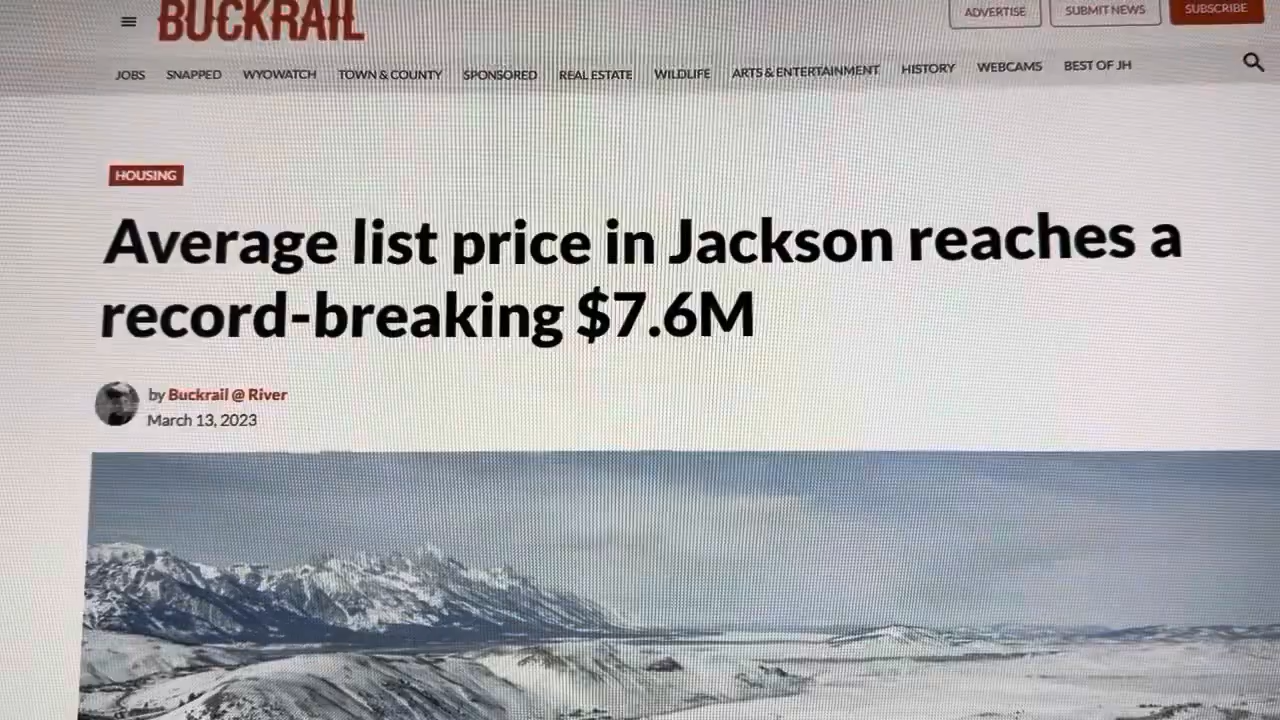 BUCKRAIL
ADVERTISE SUBMIT NEWS SUBSCRIBE
JOBS SNAPPED WYOWATCH TOWN & COUNTY SPONSORED REAL ESTATE WILDLIFE ARTS & ENTERTAINMENT HISTORY WEBCAMS BEST OF JH
HOUSING
Average list price in Jackson reaches a
record-breaking $7.6M
by Buckrail @ River
March 13, 2023